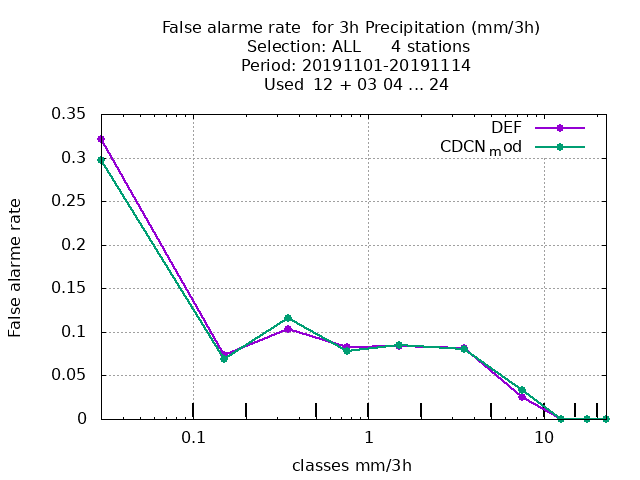 False alarme rate  for 3h Precipitation (mm/3h)
Selection: ALL      4 stations
Period: 20191101-20191114
Used  12 + 03 04 ... 24
0.35
DEF
CDCNmod
0.3
0.25
0.2
0.15
0.1
0.05
0
False alarme rate
0.1 1 10
classes mm/3h